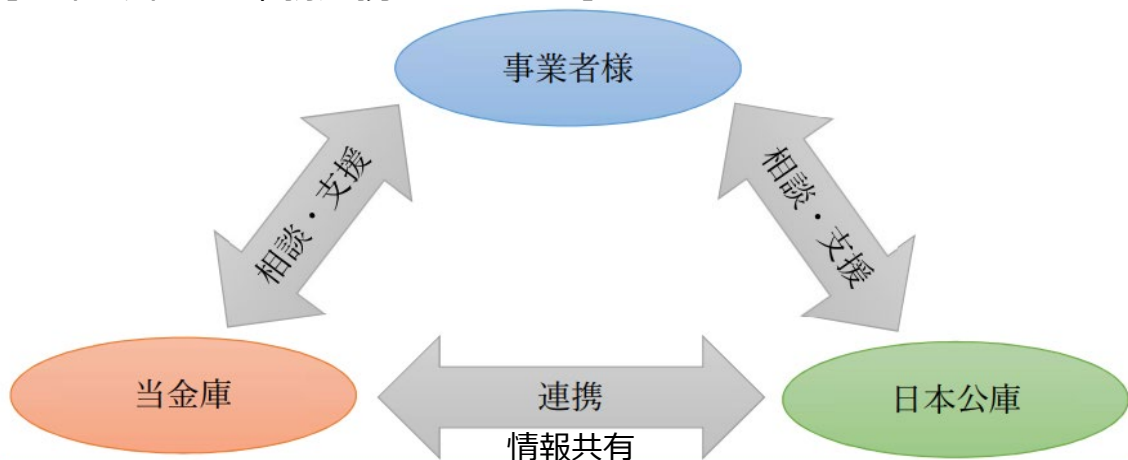 事業者様
相談・支援
相談・支援
当金庫
連携
日本公庫
情報共有